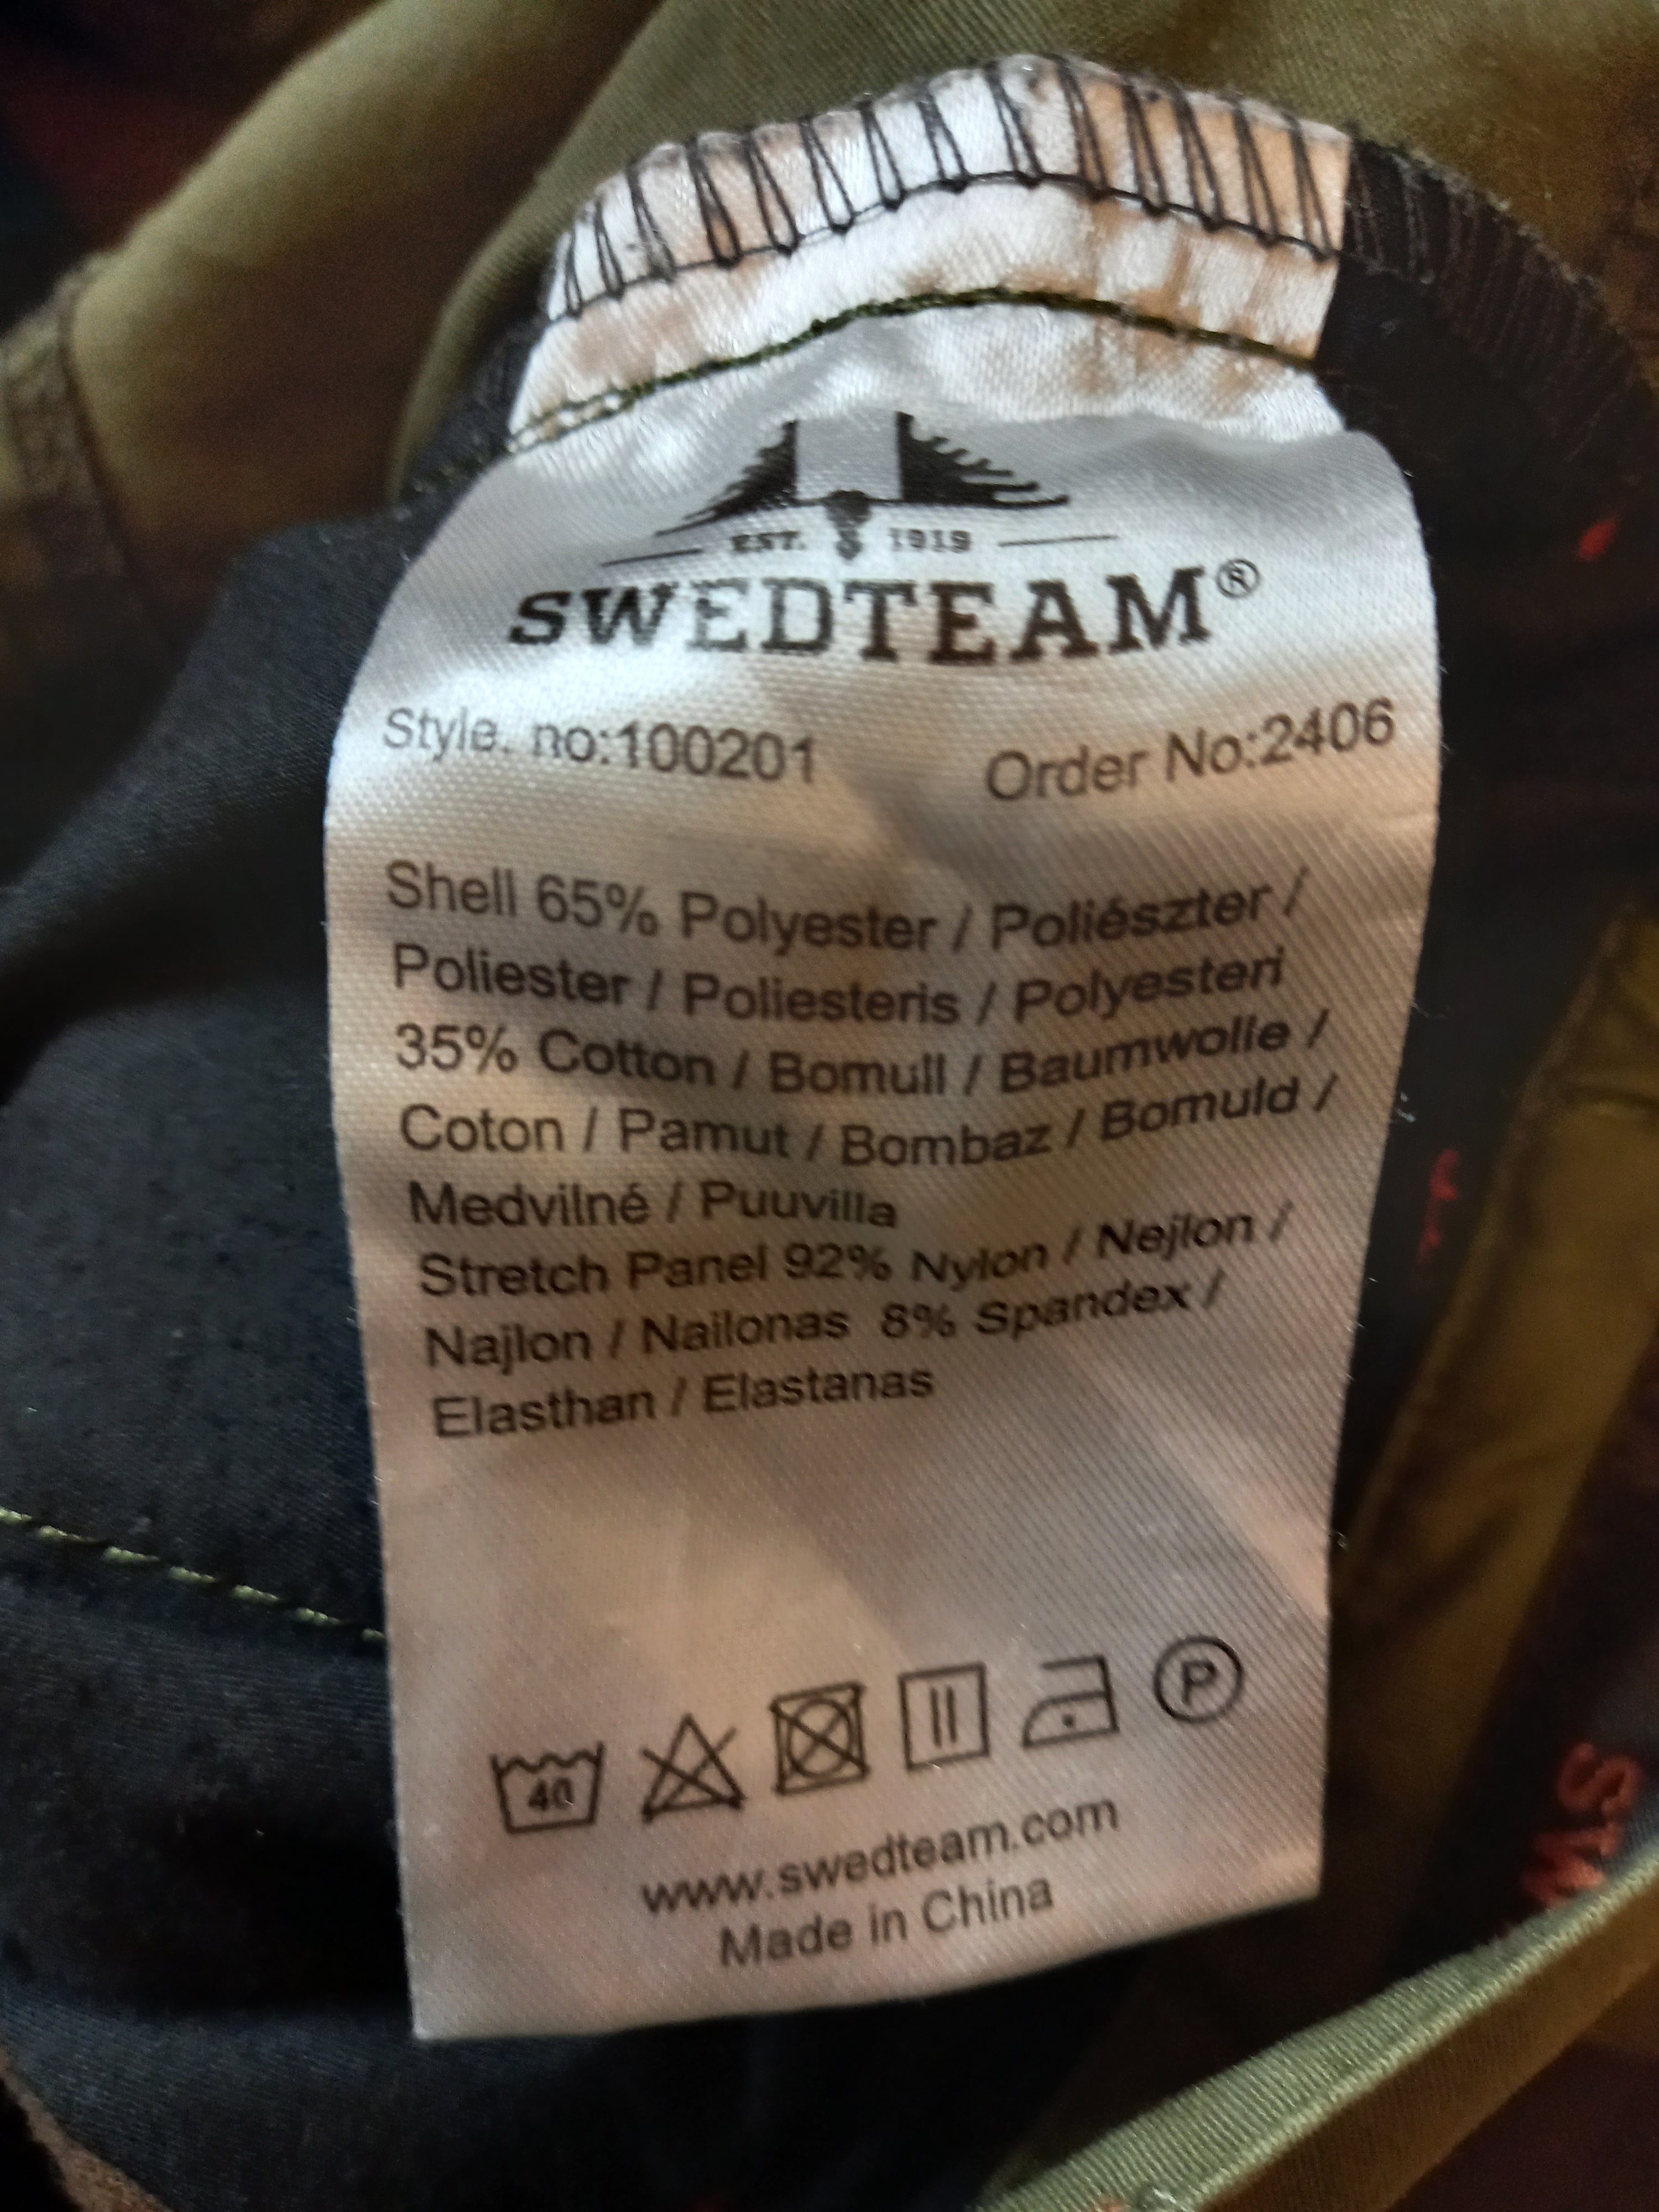 EST. 1919
SWEDTEAM®
Style. no:100201 Order No:2406
Shell 65% Polyester / Poliészter /
Poliester / Poliesteris / Polyesteri
35% Cotton / Bomull / Baumwolle /
Coton / Pamut / Bombaz / Bomuld /
Medvilné / Puuvilla
Stretch Panel 92% Nylon / Nejlon /
Najlon / Nailonas 8% Spandex /
Elasthan / Elastanas
40 P
www.swedteam.com
Made in China